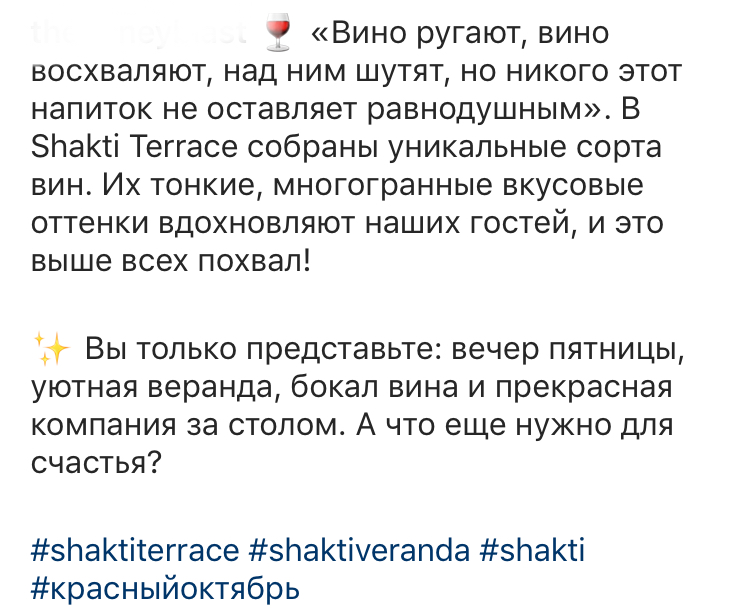 🍷 «Вино ругают, вино
восхваляют, над ним шутят, но никого этот
напиток не оставляет равнодушным». В
Shakti Terrace собраны уникальные сорта
вин. Их тонкие, многогранные вкусовые
оттенки вдохновляют наших гостей, и это
выше всех похвал!
✨ Вы только представьте: вечер пятницы,
уютная веранда, бокал вина и прекрасная
компания за столом. А что еще нужно для
счастья?
#shaktiterrace #shaktiveranda #shakti
#красныйоктябрь